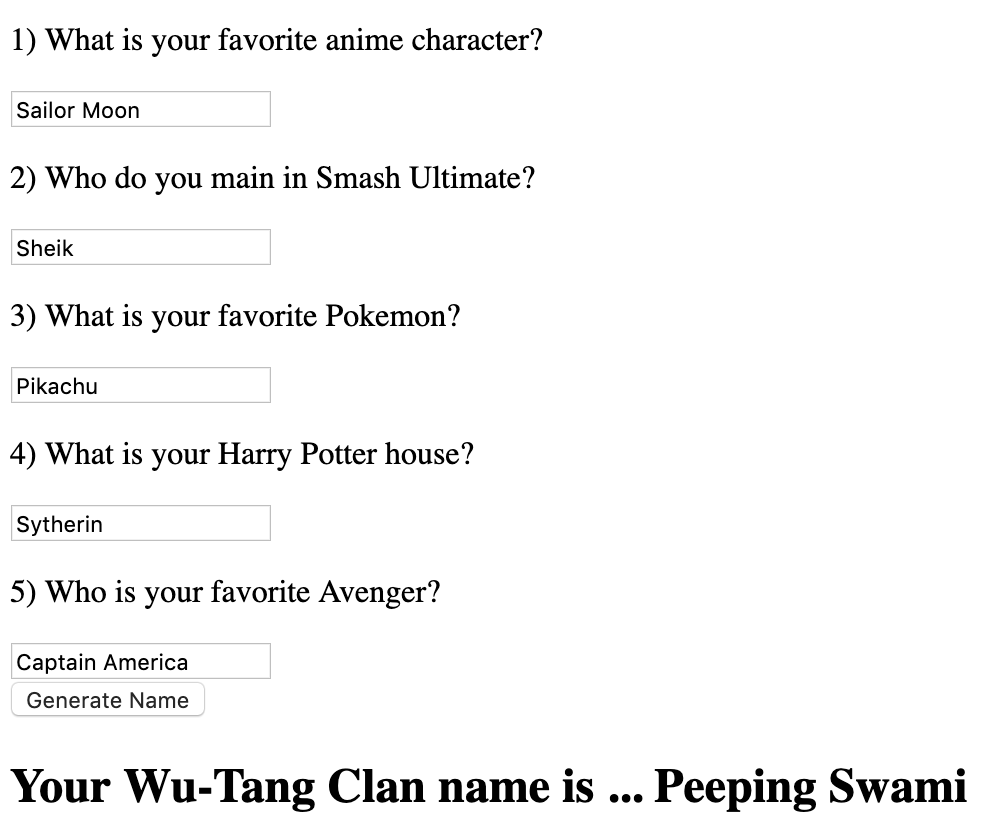 1) What is your favorite anime character?
Sailor Moon
2) Who do you main in Smash Ultimate?
Sheik
3) What is your favorite Pokemon?
Pikachu
4) What is your Harry Potter house?
Sytherin
5) Who is your favorite Avenger?
Captain America
Generate Name
Your Wu-Tang Clan name is ... Peeping Swami